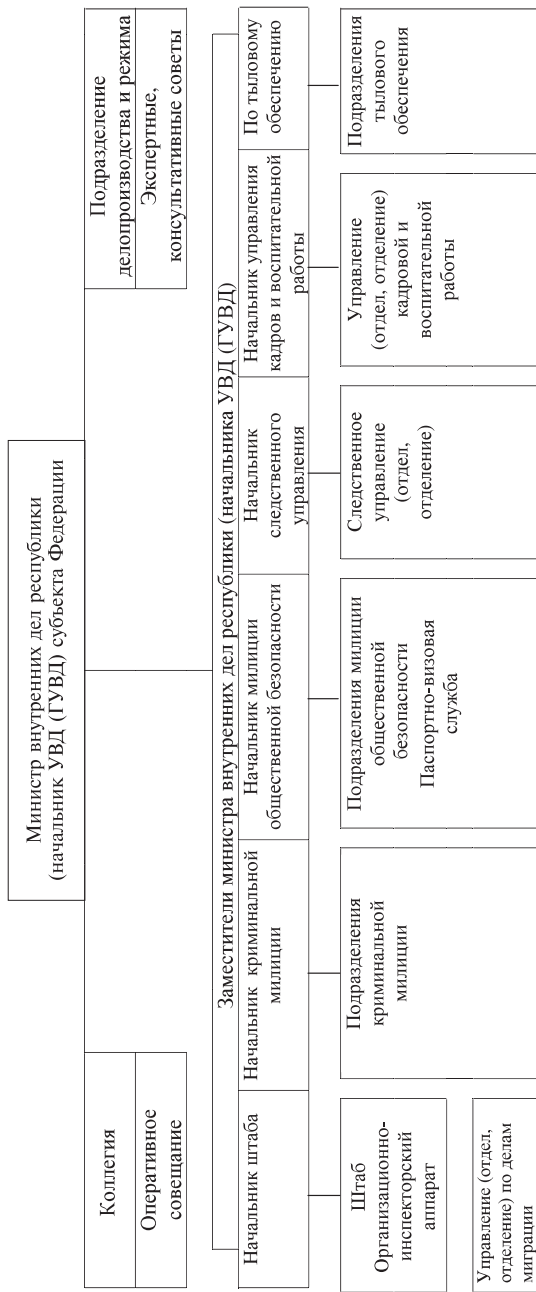 Министр внутренних дел республики
(начальник УВД (ГУВД) субъекта Федерации
Коллегия
Оперативное
совещание
Подразделение
делопроизводства и режима
Экспертные,
консультативные советы
Заместители министра внутренних дел республики (начальника УВД (ГУВД)
Начальник штаба
Начальник криминальной
милиции
Начальник милиции
общественной безопасности
Начальник
следственного
управления
Начальник управления
кадров и воспитательной
работы
По тыловому
обеспечению
Штаб
Организационно-
инспекторский
аппарат
Управление (отдел,
отделение) по делам
миграции
Подразделения
криминальной
милиции
Подразделения милиции
общественной
безопасности
Паспортно-визовая
служба
Следственное
управление
(отдел,
отделение)
Управление
(отдел, отделение)
кадровой и
воспитательной
работы
Подразделения
тылового
обеспечения